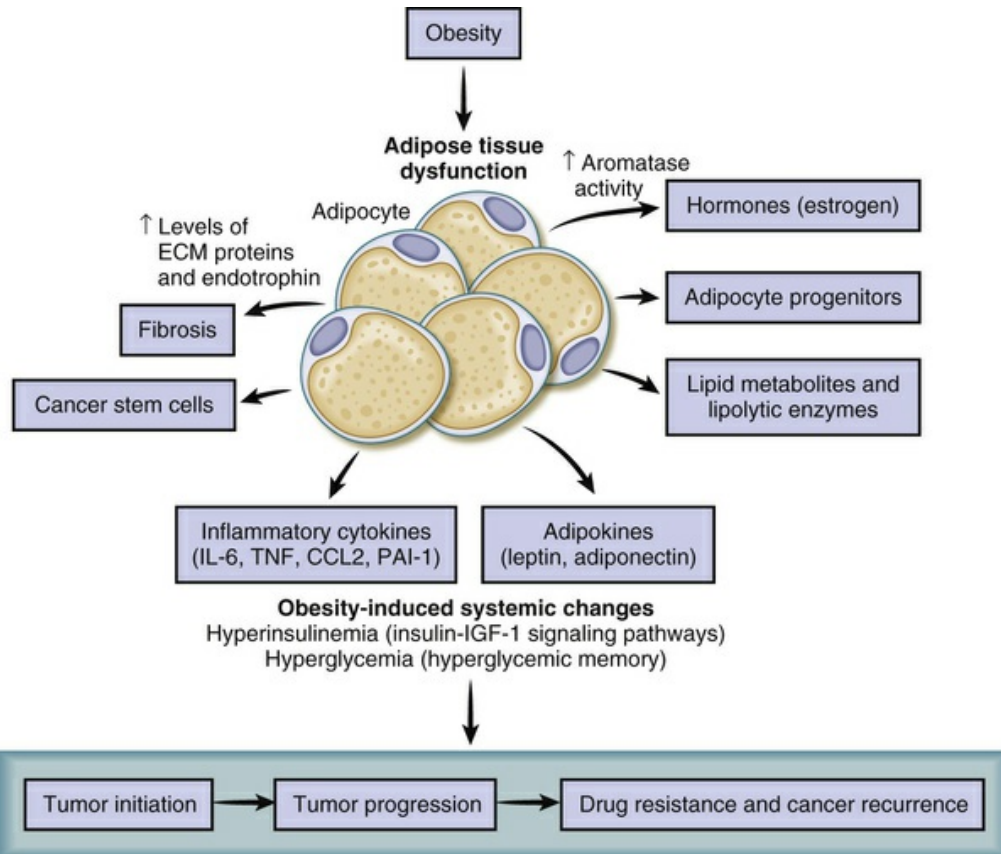 Obesity
Adipose tissue
dysfunction
↑ Aromatase
activity
Hormones (estrogen)
Adipocyte
↑ Levels of
ECM proteins
and endotrophin
Adipocyte progenitors
Fibrosis
Lipid metabolites and
lipolytic enzymes
Cancer stem cells
Inflammatory cytokines
(IL-6, TNF, CCL2, PAI-1)
Adipokines
(leptin, adiponectin)
Obesity-induced systemic changes
Hyperinsulinemia (insulin-IGF-1 signaling pathways)
Hyperglycemia (hyperglycemic memory)
Tumor initiation
Tumor progression
Drug resistance and cancer recurrence